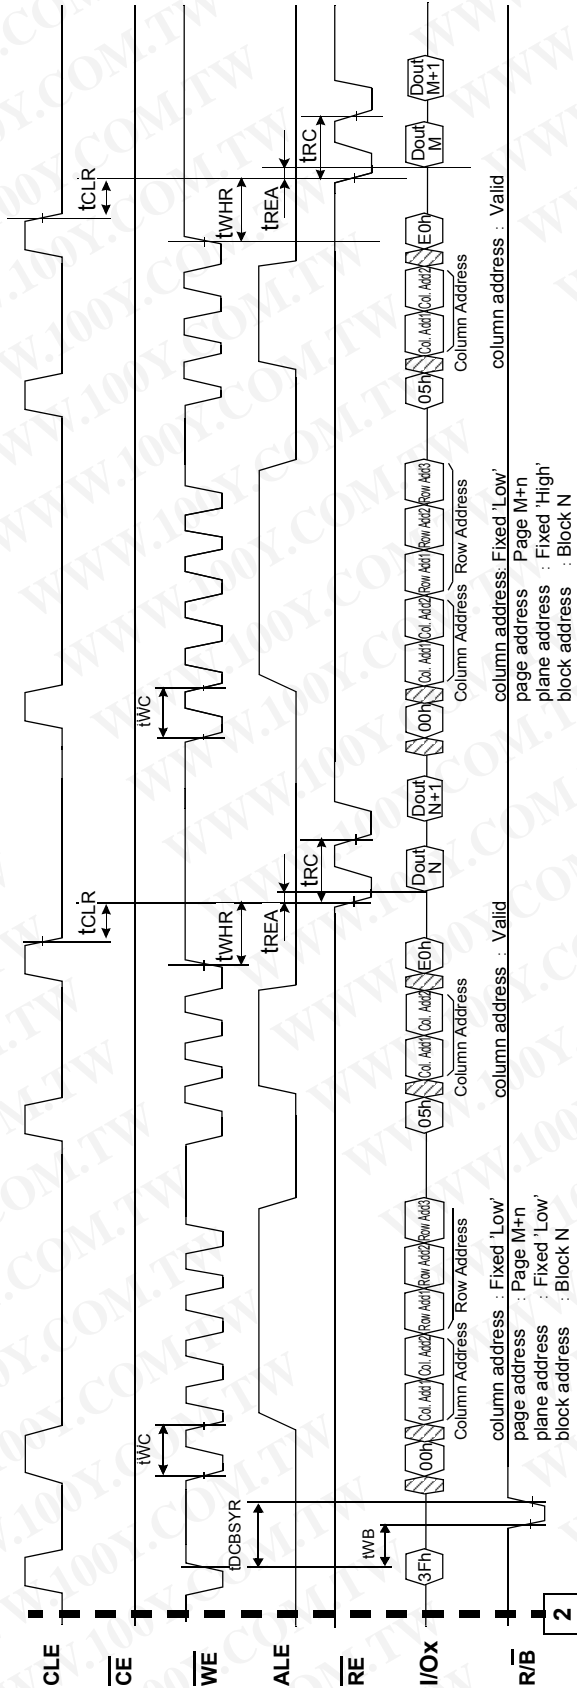 CLE
tCLR
tCLR
CE
WE
tWC
tWHR
tWC
tWHR
ALE
tDCBSYR
tREA
tREA
RE
tWB
tRC
tRC
I/Ox
3Fh
00h
Col. Add1
Col. Add2
Row Add1
Row Add2
Row Add3
05h
Col. Add1
Col. Add2
E0h
Dout N
Dout N+1
00h
Col. Add1
Col. Add2
Row Add1
Row Add2
Row Add3
05h
Col. Add1
Col. Add2
E0h
Dout M
Dout M+1
Column Address
Row Address
Column Address
Column Address
Row Address
Column Address
R/B
column address : Fixed 'Low'
page address : Page M+n
plane address : Fixed 'Low'
block address : Block N
column address : Valid
column address: Fixed 'Low'
page address : Page M+n
plane address : Fixed 'High'
block address : Block N
column address : Valid
2
WWW.100Y.COM.TW